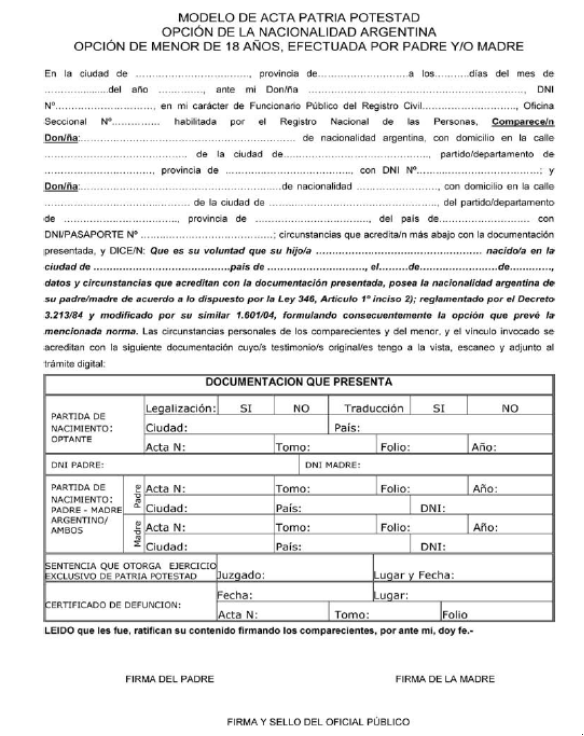 MODELO DE ACTA PATRIA POTESTAD
OPCIÓN DE LA NACIONALIDAD ARGENTINA
OPCIÓN DE MENOR DE 18 AÑOS, EFECTUADA POR PADRE Y/O MADRE
En la ciudad de ................................, provincia de..........................a los..........días del mes de
....................del año ............., ante mi Don/ña ............................................................., DNI
Nº............................, en mi carácter de Funcionario Público del Registro Civil..........................., Oficina
Seccional Nº.............. habilitada por el Registro Nacional de las Personas, Comparece/n
Don/ña:............................................................... de nacionalidad argentina, con domicilio en la calle
.......................................... de la ciudad de........................................., partido/departamento de
................................, provincia de ....................................., con DNI Nº...................................; y
Don/ña:..........................................................de nacionalidad ........................, con domicilio en la calle
.......................................... de la ciudad de ................................................, del partido/departamento
de ................................, provincia de ................................, del país de.......................... con
DNI/PASAPORTE Nº ......................................; circunstancias que acredita/n más abajo con la documentación
presentada, y DICE/N: Que es su voluntad que su hijo/a ................................................ nacido/a en la
ciudad de .......................................país de ............................, el.........de......................de............,
datos y circunstancias que acreditan con la documentación presentada, posea la nacionalidad argentina de
su padre/madre de acuerdo a lo dispuesto por la Ley 346, Artículo 1º inciso 2); reglamentado por el Decreto
3.213/84 y modificado por su similar 1.601/04, formulando consecuentemente la opción que prevé la
mencionada norma. Las circunstancias personales de los comparecientes y del menor, y el vínculo invocado se
acreditan con la siguiente documentación cuyo/s testimonio/s original/es tengo a la vista, escaneo y adjunto al
trámite digital:
DOCUMENTACION QUE PRESENTA
PARTIDA DE NACIMIENTO: OPTANTE
Legalización: SI NO Traducción SI NO
Ciudad: País:
Acta N: Tomo: Folio: Año:
DNI PADRE: DNI MADRE:
PARTIDA DE NACIMIENTO: PADRE - MADRE ARGENTINO/ AMBOS
Padre Acta N: Tomo: Folio: Año:
Ciudad: País: DNI:
Madre Acta N: Tomo: Folio: Año:
Ciudad: País: DNI:
SENTENCIA QUE OTORGA EJERCICIO EXCLUSIVO DE PATRIA POTESTAD Juzgado: Lugar y Fecha:
CERTIFICADO DE DEFUNCION: Fecha: Lugar:
Acta N: Tomo: Folio
LEIDO que les fue, ratifican su contenido firmando los comparecientes, por ante mi, doy fe.-
FIRMA DEL PADRE FIRMA DE LA MADRE
FIRMA Y SELLO DEL OFICIAL PÚBLICO